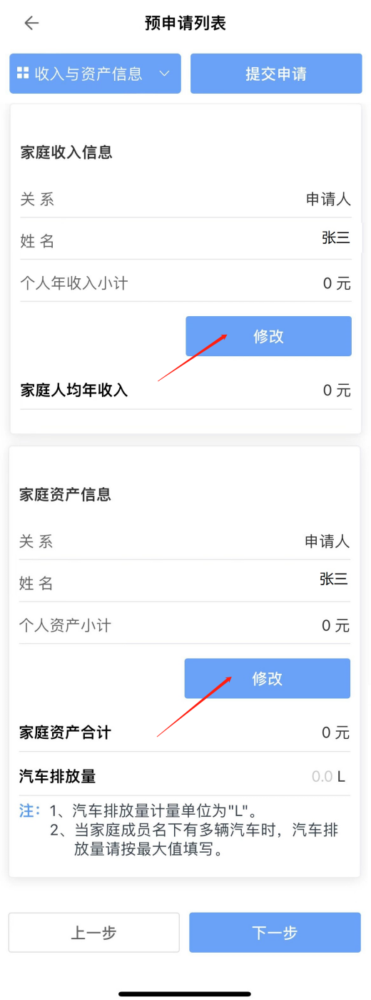 预申请列表
收入与资产信息
提交申请
家庭收入信息
关 系 申请人
姓 名 张三
个人年收入小计 0 元
修改
家庭人均年收入 0 元
家庭资产信息
关 系 申请人
姓 名 张三
个人资产小计 0 元
修改
家庭资产合计 0 元
汽车排放量 0.0 L
注：1、汽车排放量计量单位为"L"。
2、当家庭成员名下有多辆汽车时，汽车排
放量请按最大值填写。
上一步 下一步